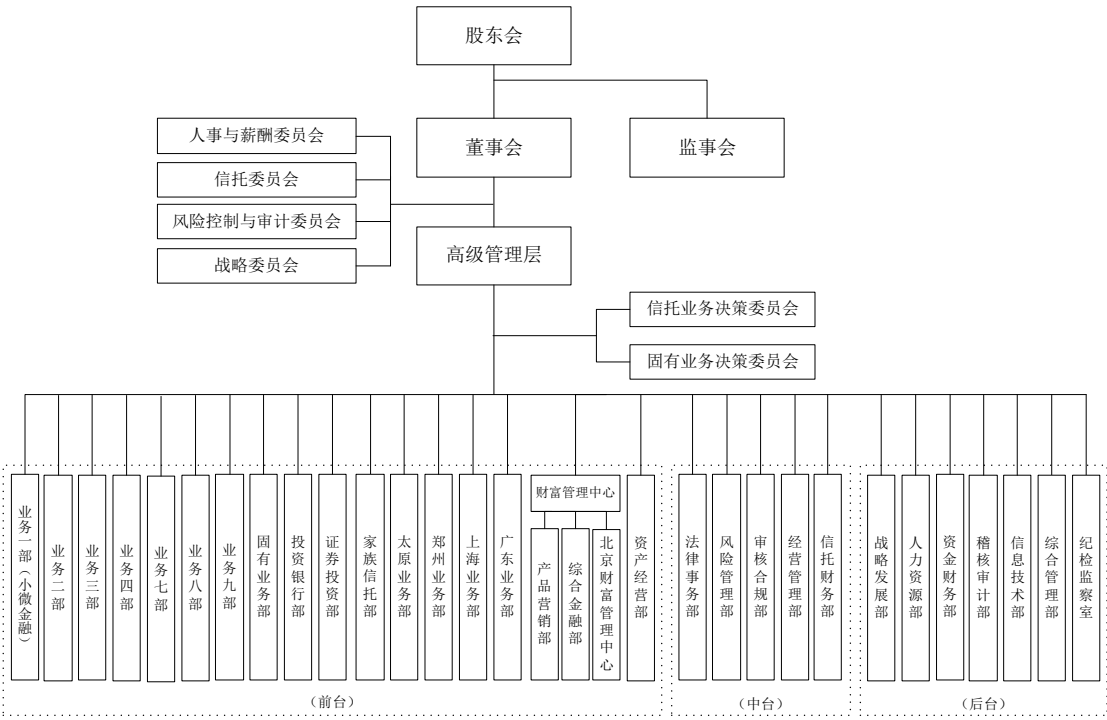 股东会
董事会
监事会
人事与薪酬委员会
信托委员会
风险控制与审计委员会
战略委员会
高级管理层
信托业务决策委员会
固有业务决策委员会
业务一部（小微金融）
业务二部
业务三部
业务四部
业务七部
业务八部
业务九部
固有业务部
投资银行部
证券投资部
家族信托部
太原业务部
郑州业务部
上海业务部
广东业务部
财富管理中心
产品营销部
综合金融部
北京财富管理中心
资产经营部
法律事务部
风险管理部
审核合规部
经营管理部
信托财务部
战略发展部
人力资源部
资金财务部
稽核审计部
信息技术部
综合管理部
纪检监察室
（前台）
（中台）
（后台）